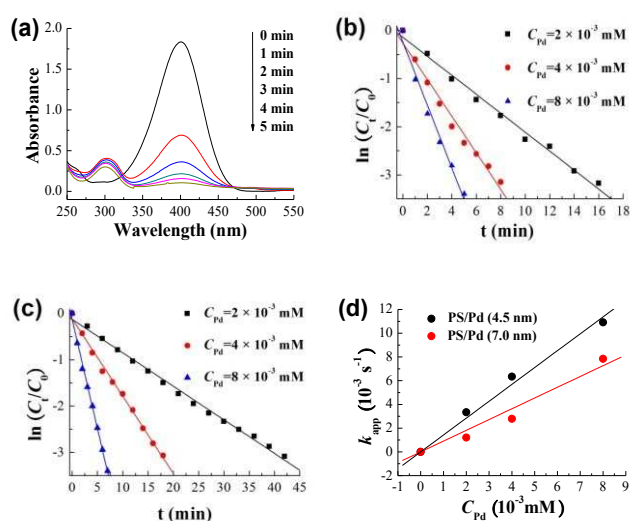 (a)
2.0
1.5
1.0
0.5
0.0
Absorbance
0 min
1 min
2 min
3 min
4 min
5 min
250 300 350 400 450 500 550
Wavelength (nm)
(b)
0
-1
-2
-3
ln (Ct/C0)
CPd=2 × 10-3 mM
CPd=4 × 10-3 mM
CPd=8 × 10-3 mM
0 2 4 6 8 10 12 14 16 18
t (min)
(c)
0
-1
-2
-3
ln (Ct/C0)
CPd=2 × 10-3 mM
CPd=4 × 10-3 mM
CPd=8 × 10-3 mM
0 5 10 15 20 25 30 35 40 45
t (min)
(d)
12
10
8
6
4
2
0
-2
kapp (10-3 s-1)
PS/Pd (4.5 nm)
PS/Pd (7.0 nm)
-1 0 1 2 3 4 5 6 7 8 9
CPd (10-3mM)